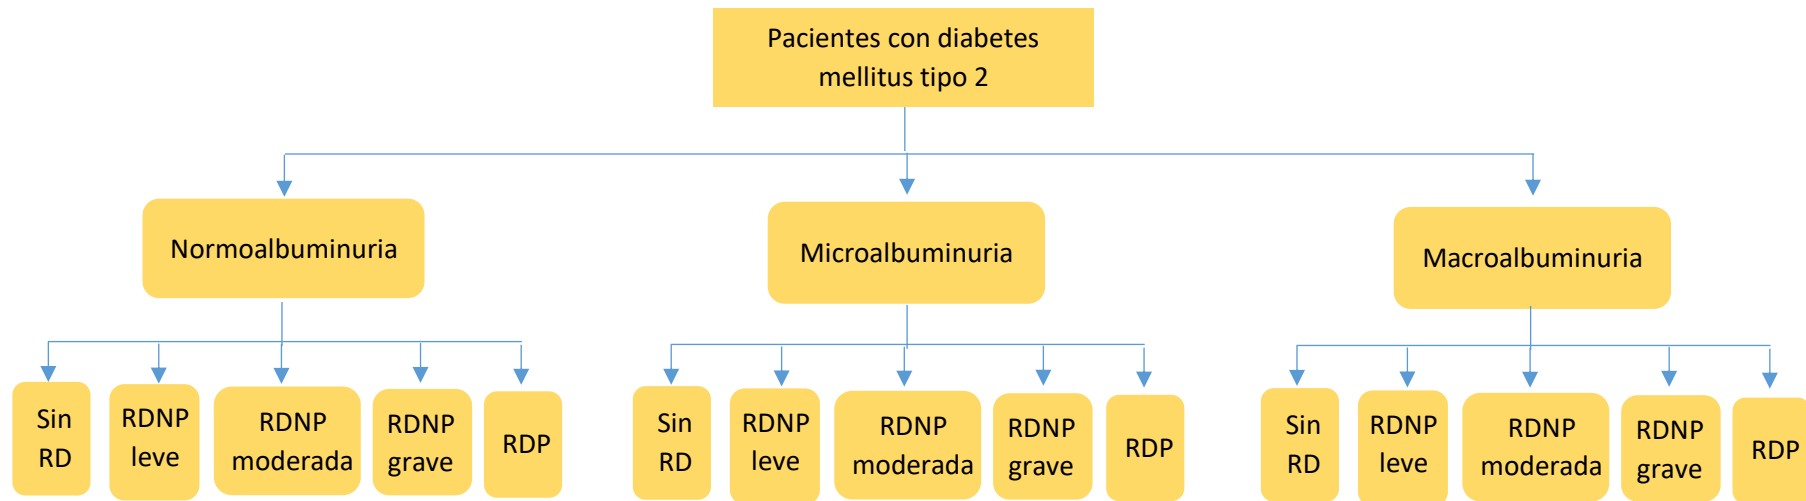 Pacientes con diabetes
mellitus tipo 2
Normoalbuminuria
Microalbuminuria
Macroalbuminuria
Sin
RD
RDNP
leve
RDNP
moderada
RDNP
grave
RDP
Sin
RD
RDNP
leve
RDNP
moderada
RDNP
grave
RDP
Sin
RD
RDNP
leve
RDNP
moderada
RDNP
grave
RDP